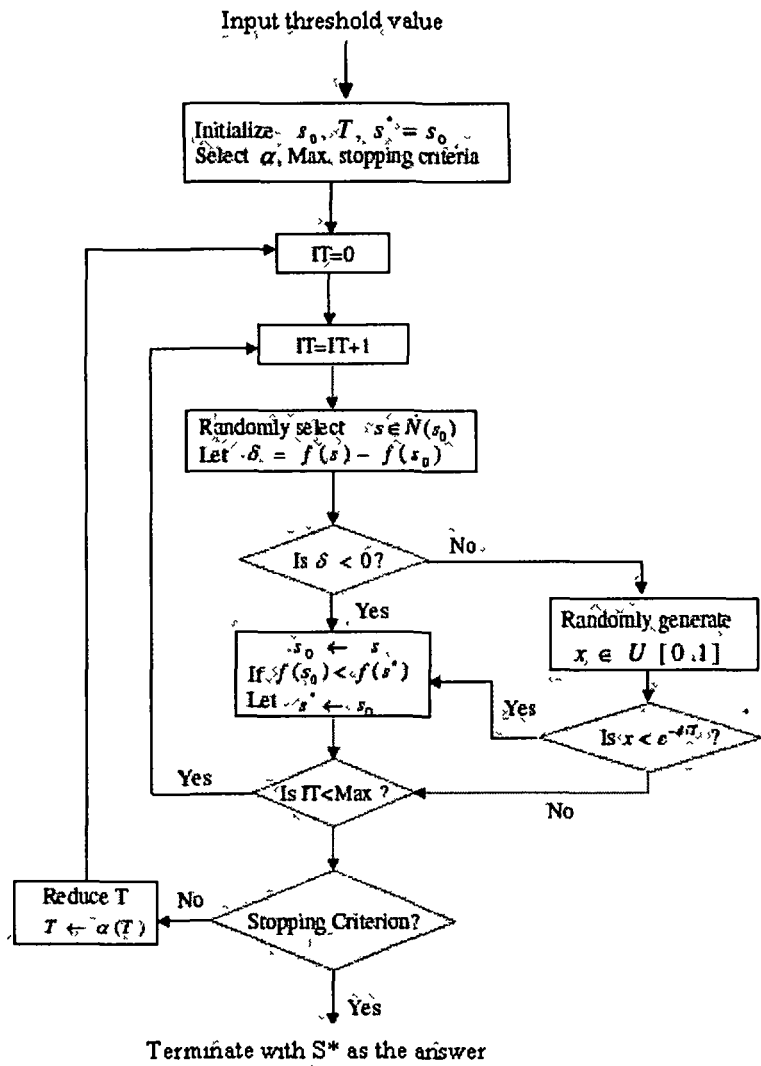 Input threshold value
Initialize s₀, T, s* = s₀
Select α, Max, stopping criteria
IT=0
IT=IT+1
Randomly select s ∈ N(s₀)
Let δ = f(s) − f(s₀)
Is δ < 0?
No
Yes
Randomly generate
x ∈ U [0,1]
s₀ ← s
If f(s₀) < f(s*)
Let s* ← s₀
Yes
Is x < e ?
Yes
Is IT<Max ?
No
Reduce T
T ← α(T)
No
Stopping Criterion?
Yes
Terminate with S* as the answer